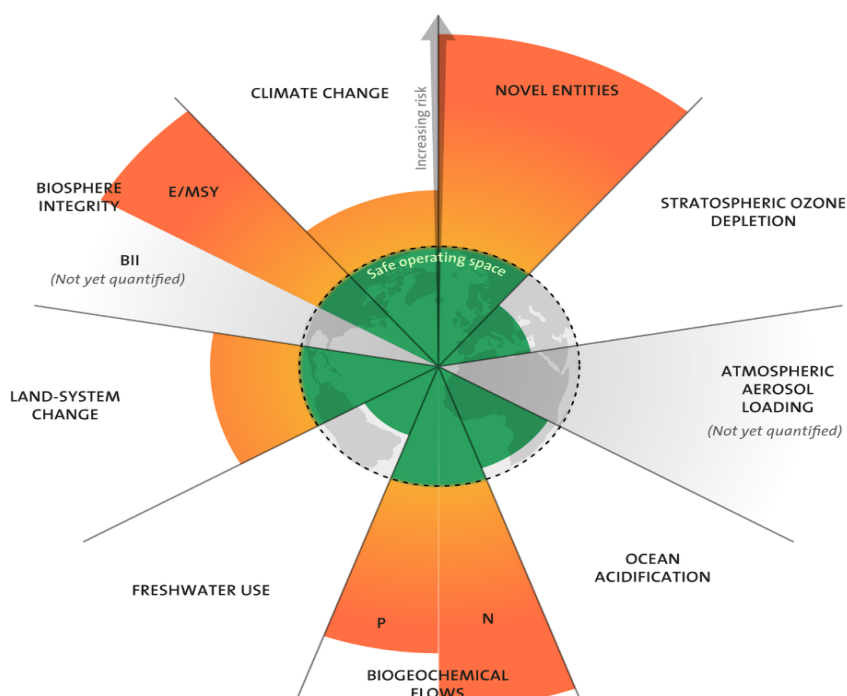 CLIMATE CHANGE
Increasing risk
NOVEL ENTITIES
BIOSPHERE
INTEGRITY
E/MSY
STRATOSPHERIC OZONE
DEPLETION
BII
(Not yet quantified)
Safe operating space
LAND-SYSTEM
CHANGE
ATMOSPHERIC
AEROSOL
LOADING
(Not yet quantified)
FRESHWATER USE
OCEAN
ACIDIFICATION
P
N
BIOGEOCHEMICAL
FLOWS